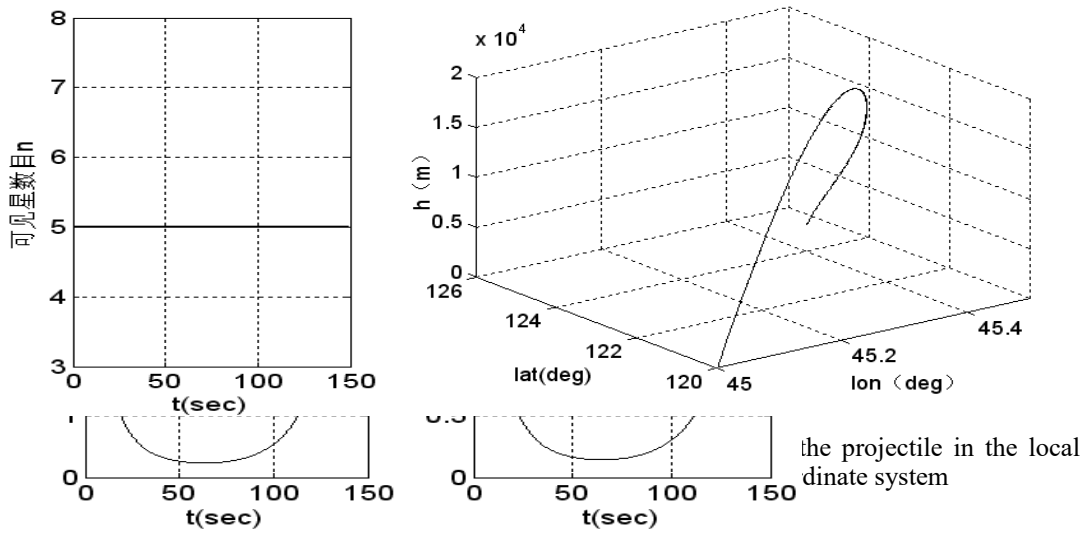 8
7
6
5
4
3
可见星数目n
0 50 100 150
t(sec)
x 10⁴
2
1.5
1
0.5
0
h（m）
126
124
122
120
lat(deg)
45
45.2
45.4
lon（deg）
0
0 50 100 150
t(sec)
0
0 50 100 150
t(sec)
the projectile in the local
dinate system